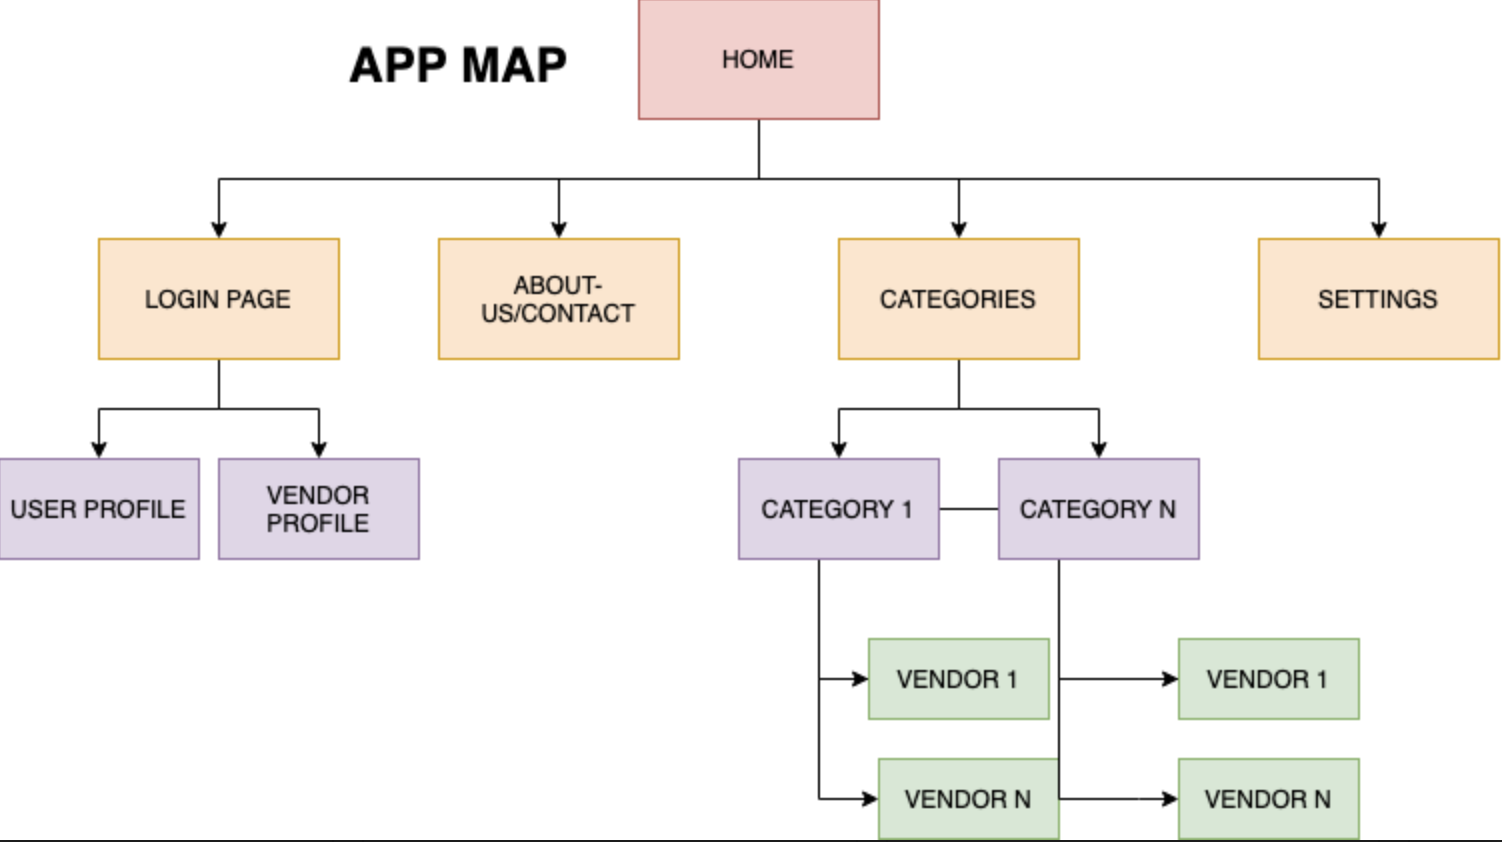 APP MAP
HOME
LOGIN PAGE
ABOUT-
US/CONTACT
CATEGORIES
SETTINGS
USER PROFILE
VENDOR
PROFILE
CATEGORY 1
CATEGORY N
VENDOR 1
VENDOR 1
VENDOR N
VENDOR N